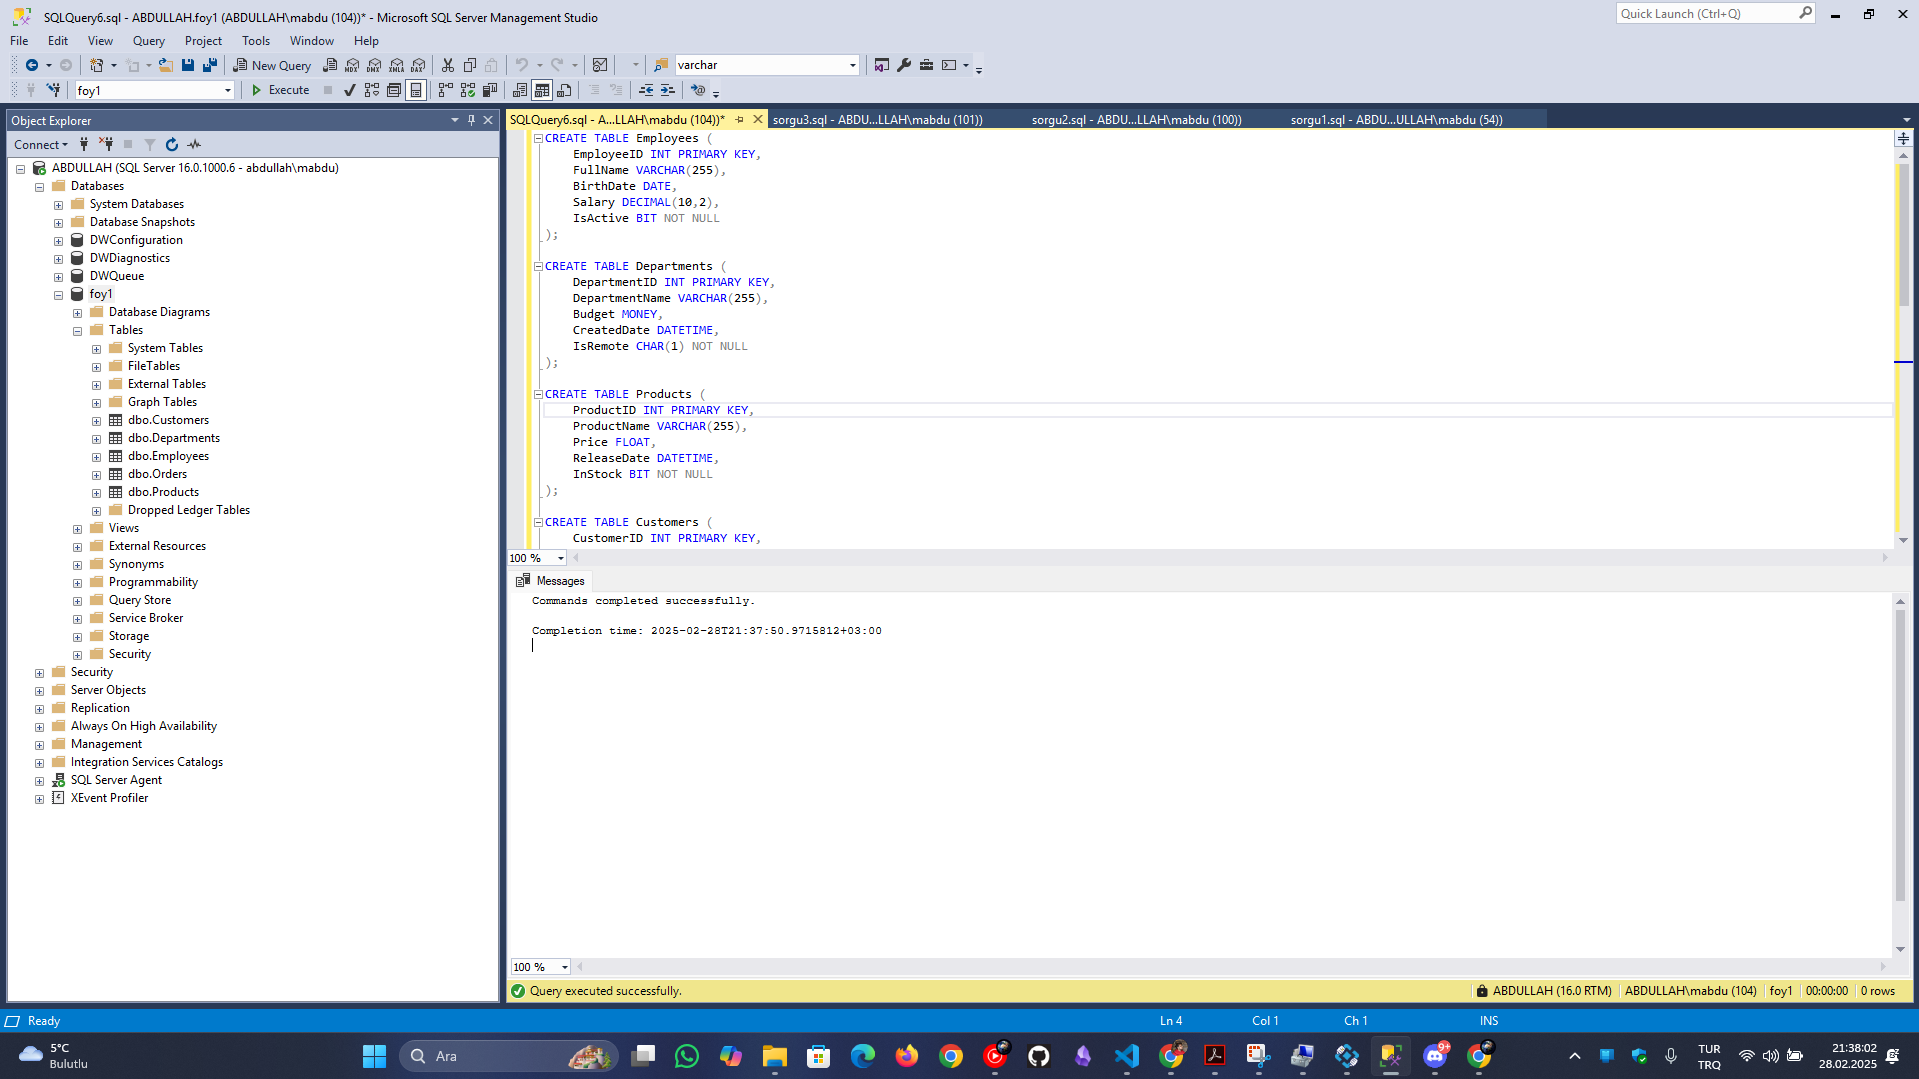 SQLQuery6.sql - ABDULLAH.foy1 (ABDULLAH\mabdu (104))* - Microsoft SQL Server Management Studio
Quick Launch (Ctrl+Q)
File Edit View Query Project Tools Window Help
New Query MDX DMX XMLA DAX varchar
foy1 Execute
Object Explorer
Connect
ABDULLAH (SQL Server 16.0.1000.6 - abdullah\mabdu)
Databases
System Databases
Database Snapshots
DWConfiguration
DWDiagnostics
DWQueue
foy1
Database Diagrams
Tables
System Tables
FileTables
External Tables
Graph Tables
dbo.Customers
dbo.Departments
dbo.Employees
dbo.Orders
dbo.Products
Dropped Ledger Tables
Views
External Resources
Synonyms
Programmability
Query Store
Service Broker
Storage
Security
Security
Server Objects
Replication
Always On High Availability
Management
Integration Services Catalogs
SQL Server Agent
XEvent Profiler
SQLQuery6.sql - A...LLAH\mabdu (104))* sorgu3.sql - ABDU...LLAH\mabdu (101)) sorgu2.sql - ABDU...LLAH\mabdu (100)) sorgu1.sql - ABDU...ULLAH\mabdu (54))
CREATE TABLE Employees (
EmployeeID INT PRIMARY KEY,
FullName VARCHAR(255),
BirthDate DATE,
Salary DECIMAL(10,2),
IsActive BIT NOT NULL
);
CREATE TABLE Departments (
DepartmentID INT PRIMARY KEY,
DepartmentName VARCHAR(255),
Budget MONEY,
CreatedDate DATETIME,
IsRemote CHAR(1) NOT NULL
);
CREATE TABLE Products (
ProductID INT PRIMARY KEY,
ProductName VARCHAR(255),
Price FLOAT,
ReleaseDate DATETIME,
InStock BIT NOT NULL
);
CREATE TABLE Customers (
CustomerID INT PRIMARY KEY,
100 %
Messages
Commands completed successfully.
Completion time: 2025-02-28T21:37:50.9715812+03:00
100 %
Query executed successfully. ABDULLAH (16.0 RTM) ABDULLAH\mabdu (104) foy1 00:00:00 0 rows
Ready Ln 4 Col 1 Ch 1 INS
5°C
Bulutlu
Ara
9+
TUR
TRQ
21:38:02
28.02.2025